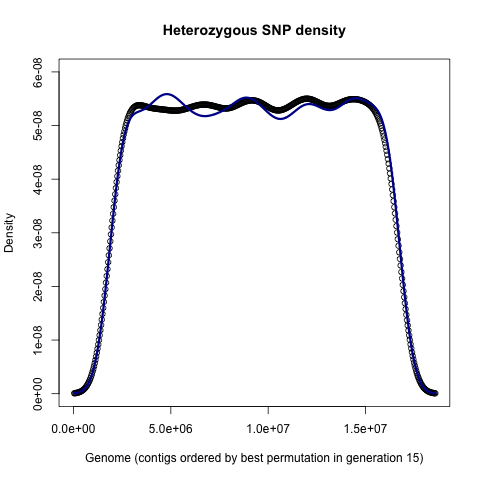 Heterozygous SNP density
6e-08
5e-08
4e-08
3e-08
2e-08
1e-08
0e+00
Density
0.0e+00 5.0e+06 1.0e+07 1.5e+07
Genome (contigs ordered by best permutation in generation 15)